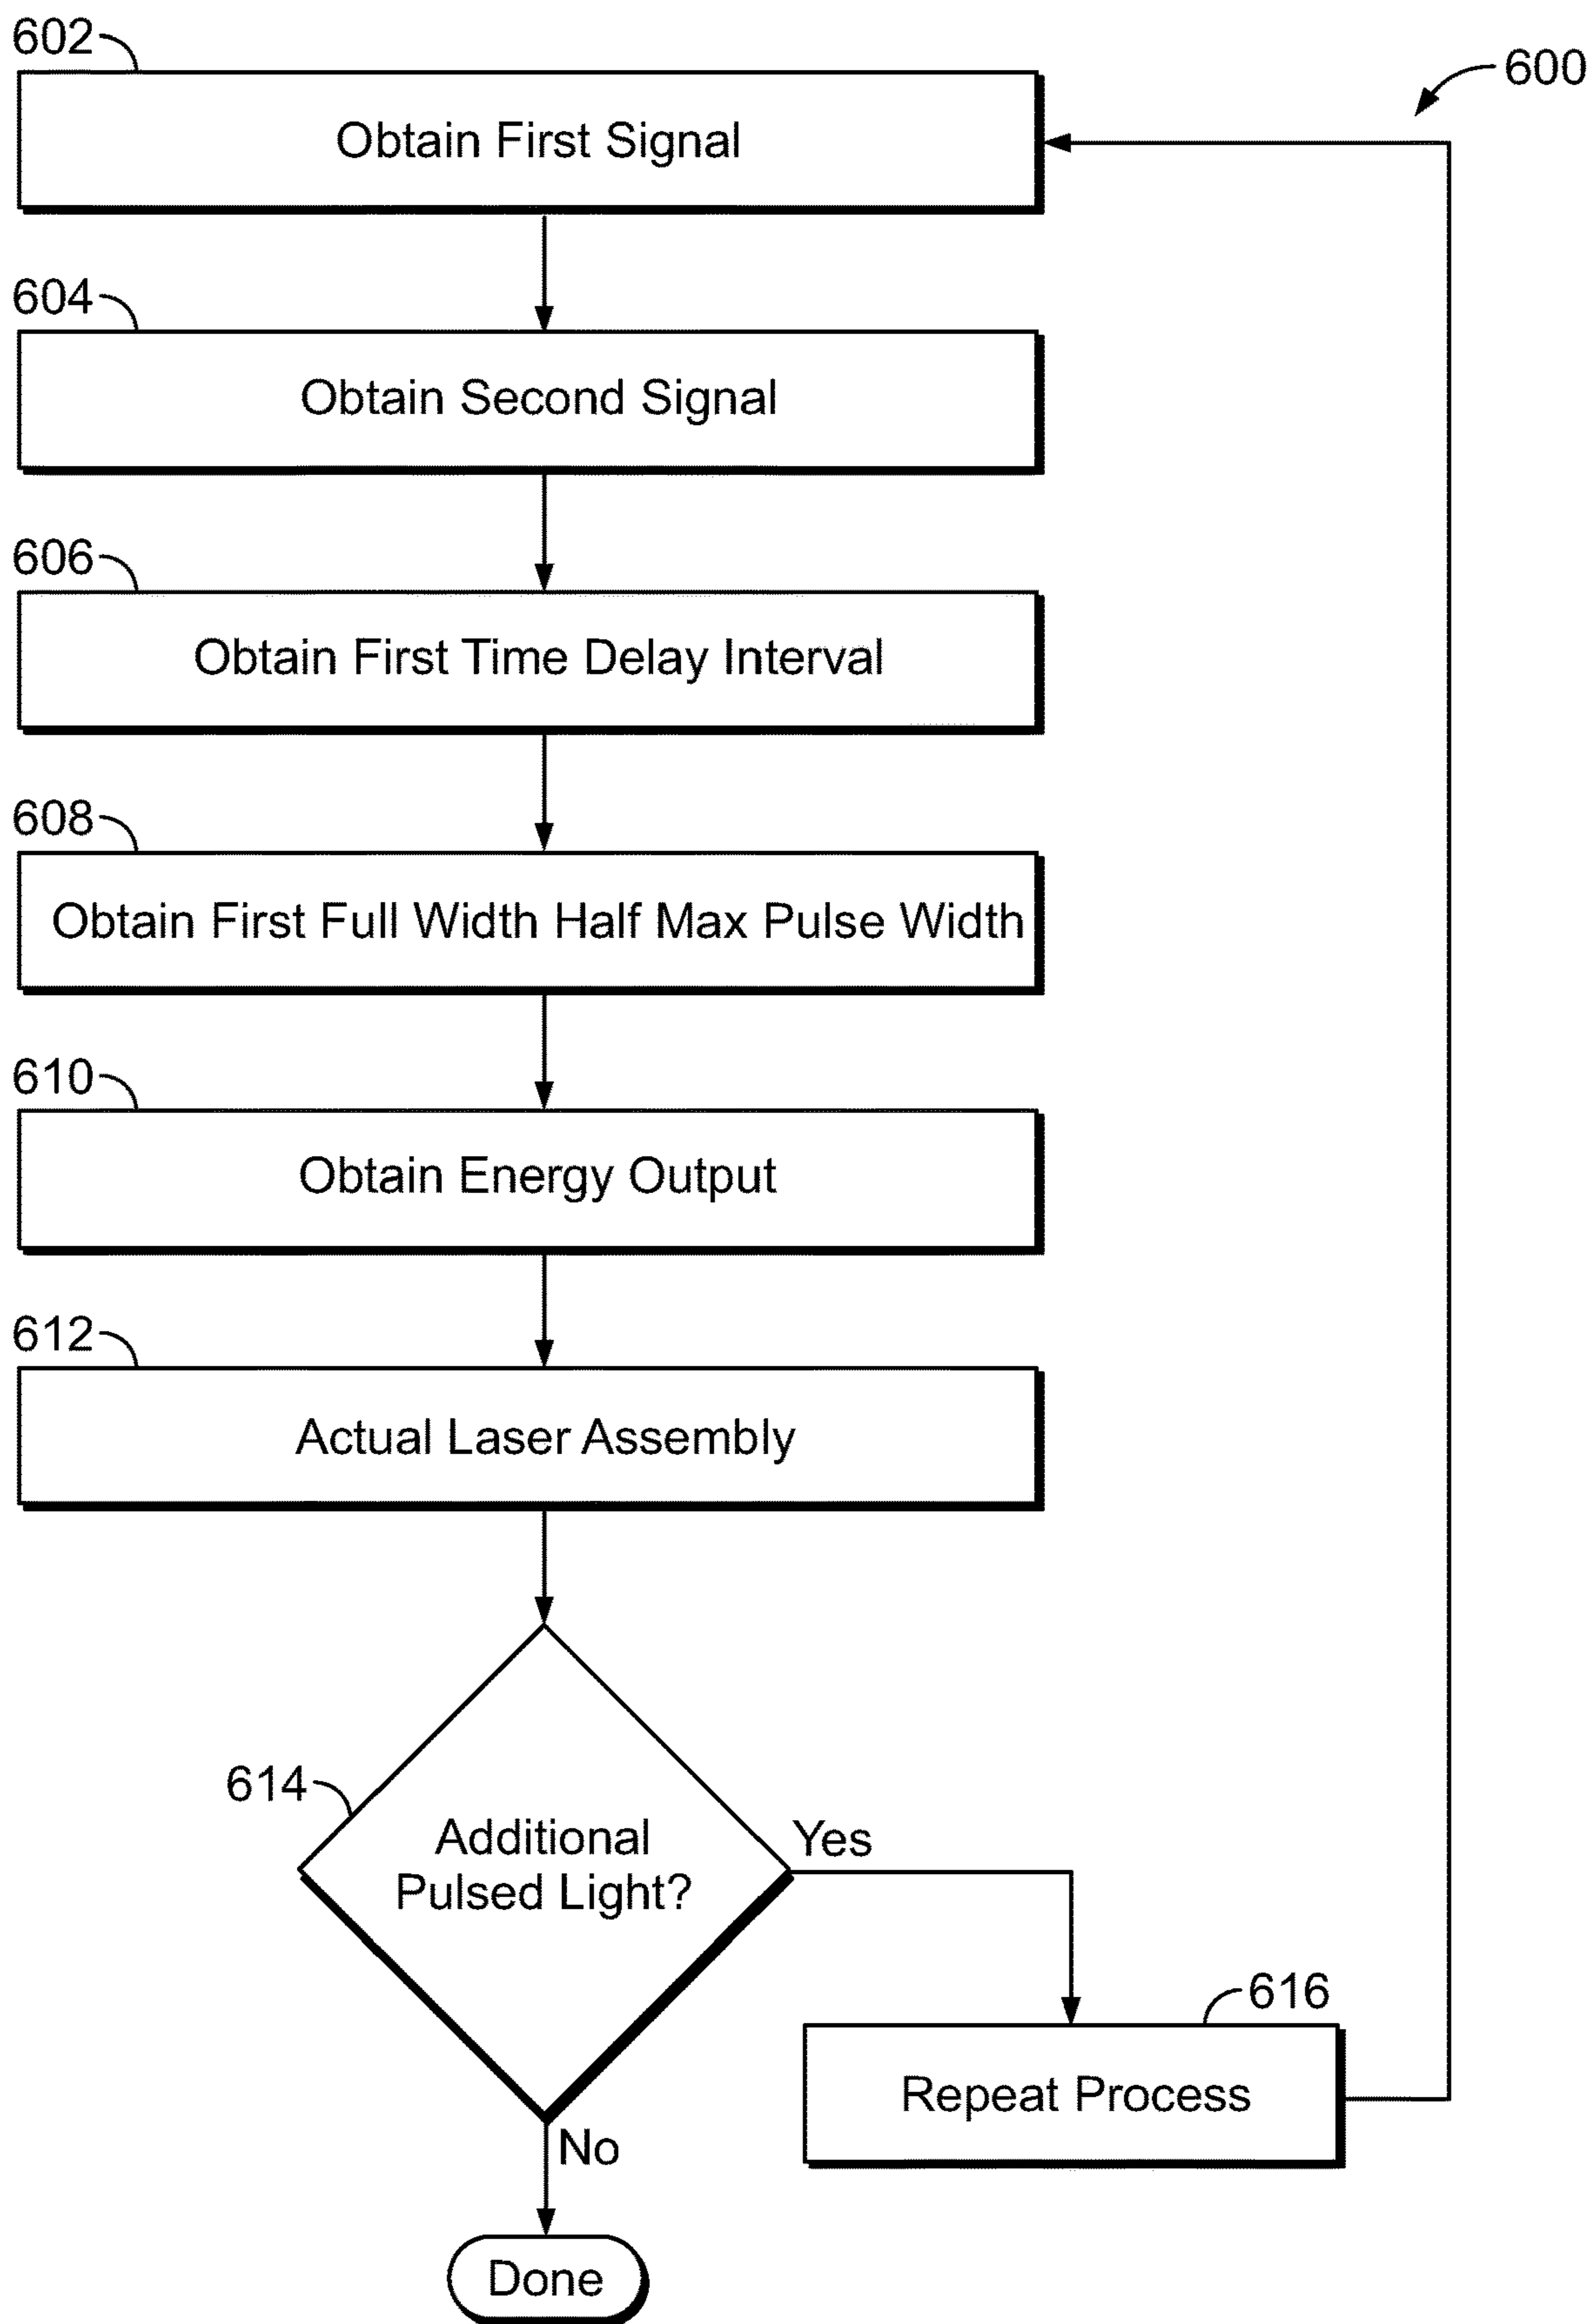 602
600
Obtain First Signal
604
Obtain Second Signal
606
Obtain First Time Delay Interval
608
Obtain First Full Width Half Max Pulse Width
610
Obtain Energy Output
612
Actual Laser Assembly
614
Additional
Pulsed Light?
Yes
616
Repeat Process
No
Done